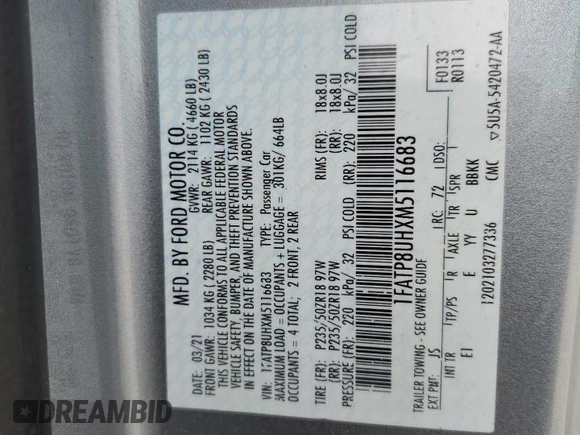 MFD. BY FORD MOTOR CO.
DATE: 03/21 GVWR: 2114 KG ( 4660 LB)
FRONT GAWR: 1034 KG ( 2280 LB) REAR GAWR: 1102 KG ( 2430 LB)
THIS VEHICLE CONFORMS TO ALL APPLICABLE FEDERAL MOTOR
VEHICLE SAFETY, BUMPER, AND THEFT PREVENTION STANDARDS
IN EFFECT ON THE DATE OF MANUFACTURE SHOWN ABOVE.
VIN: 1FATP8UHXM5116683 TYPE: Passenger Car
MAXIMUM LOAD = OCCUPANTS + LUGGAGE = 301KG/ 664LB
OCCUPANTS = 4 TOTAL; 2 FRONT, 2 REAR
TIRE (FR): P235/50ZR18 97W RIMS (FR): 18x8.0J
(RR): P235/50ZR18 97W (RR): 18x8.0J
PRESSURE (FR): 220 kPa/ 32 PSI COLD (RR): 220 kPa/ 32 PSI COLD
1FATP8UHXM5116683
TRAILER TOWING - SEE OWNER GUIDE F0133
EXT PNT: JS RC: 72 DSO: R0113
INT TR TP/PS R AXLE TR SPR
EI E YY U BBKK
1202103277336 CMC ▽5U5A-5420472-AA
DREAMBID